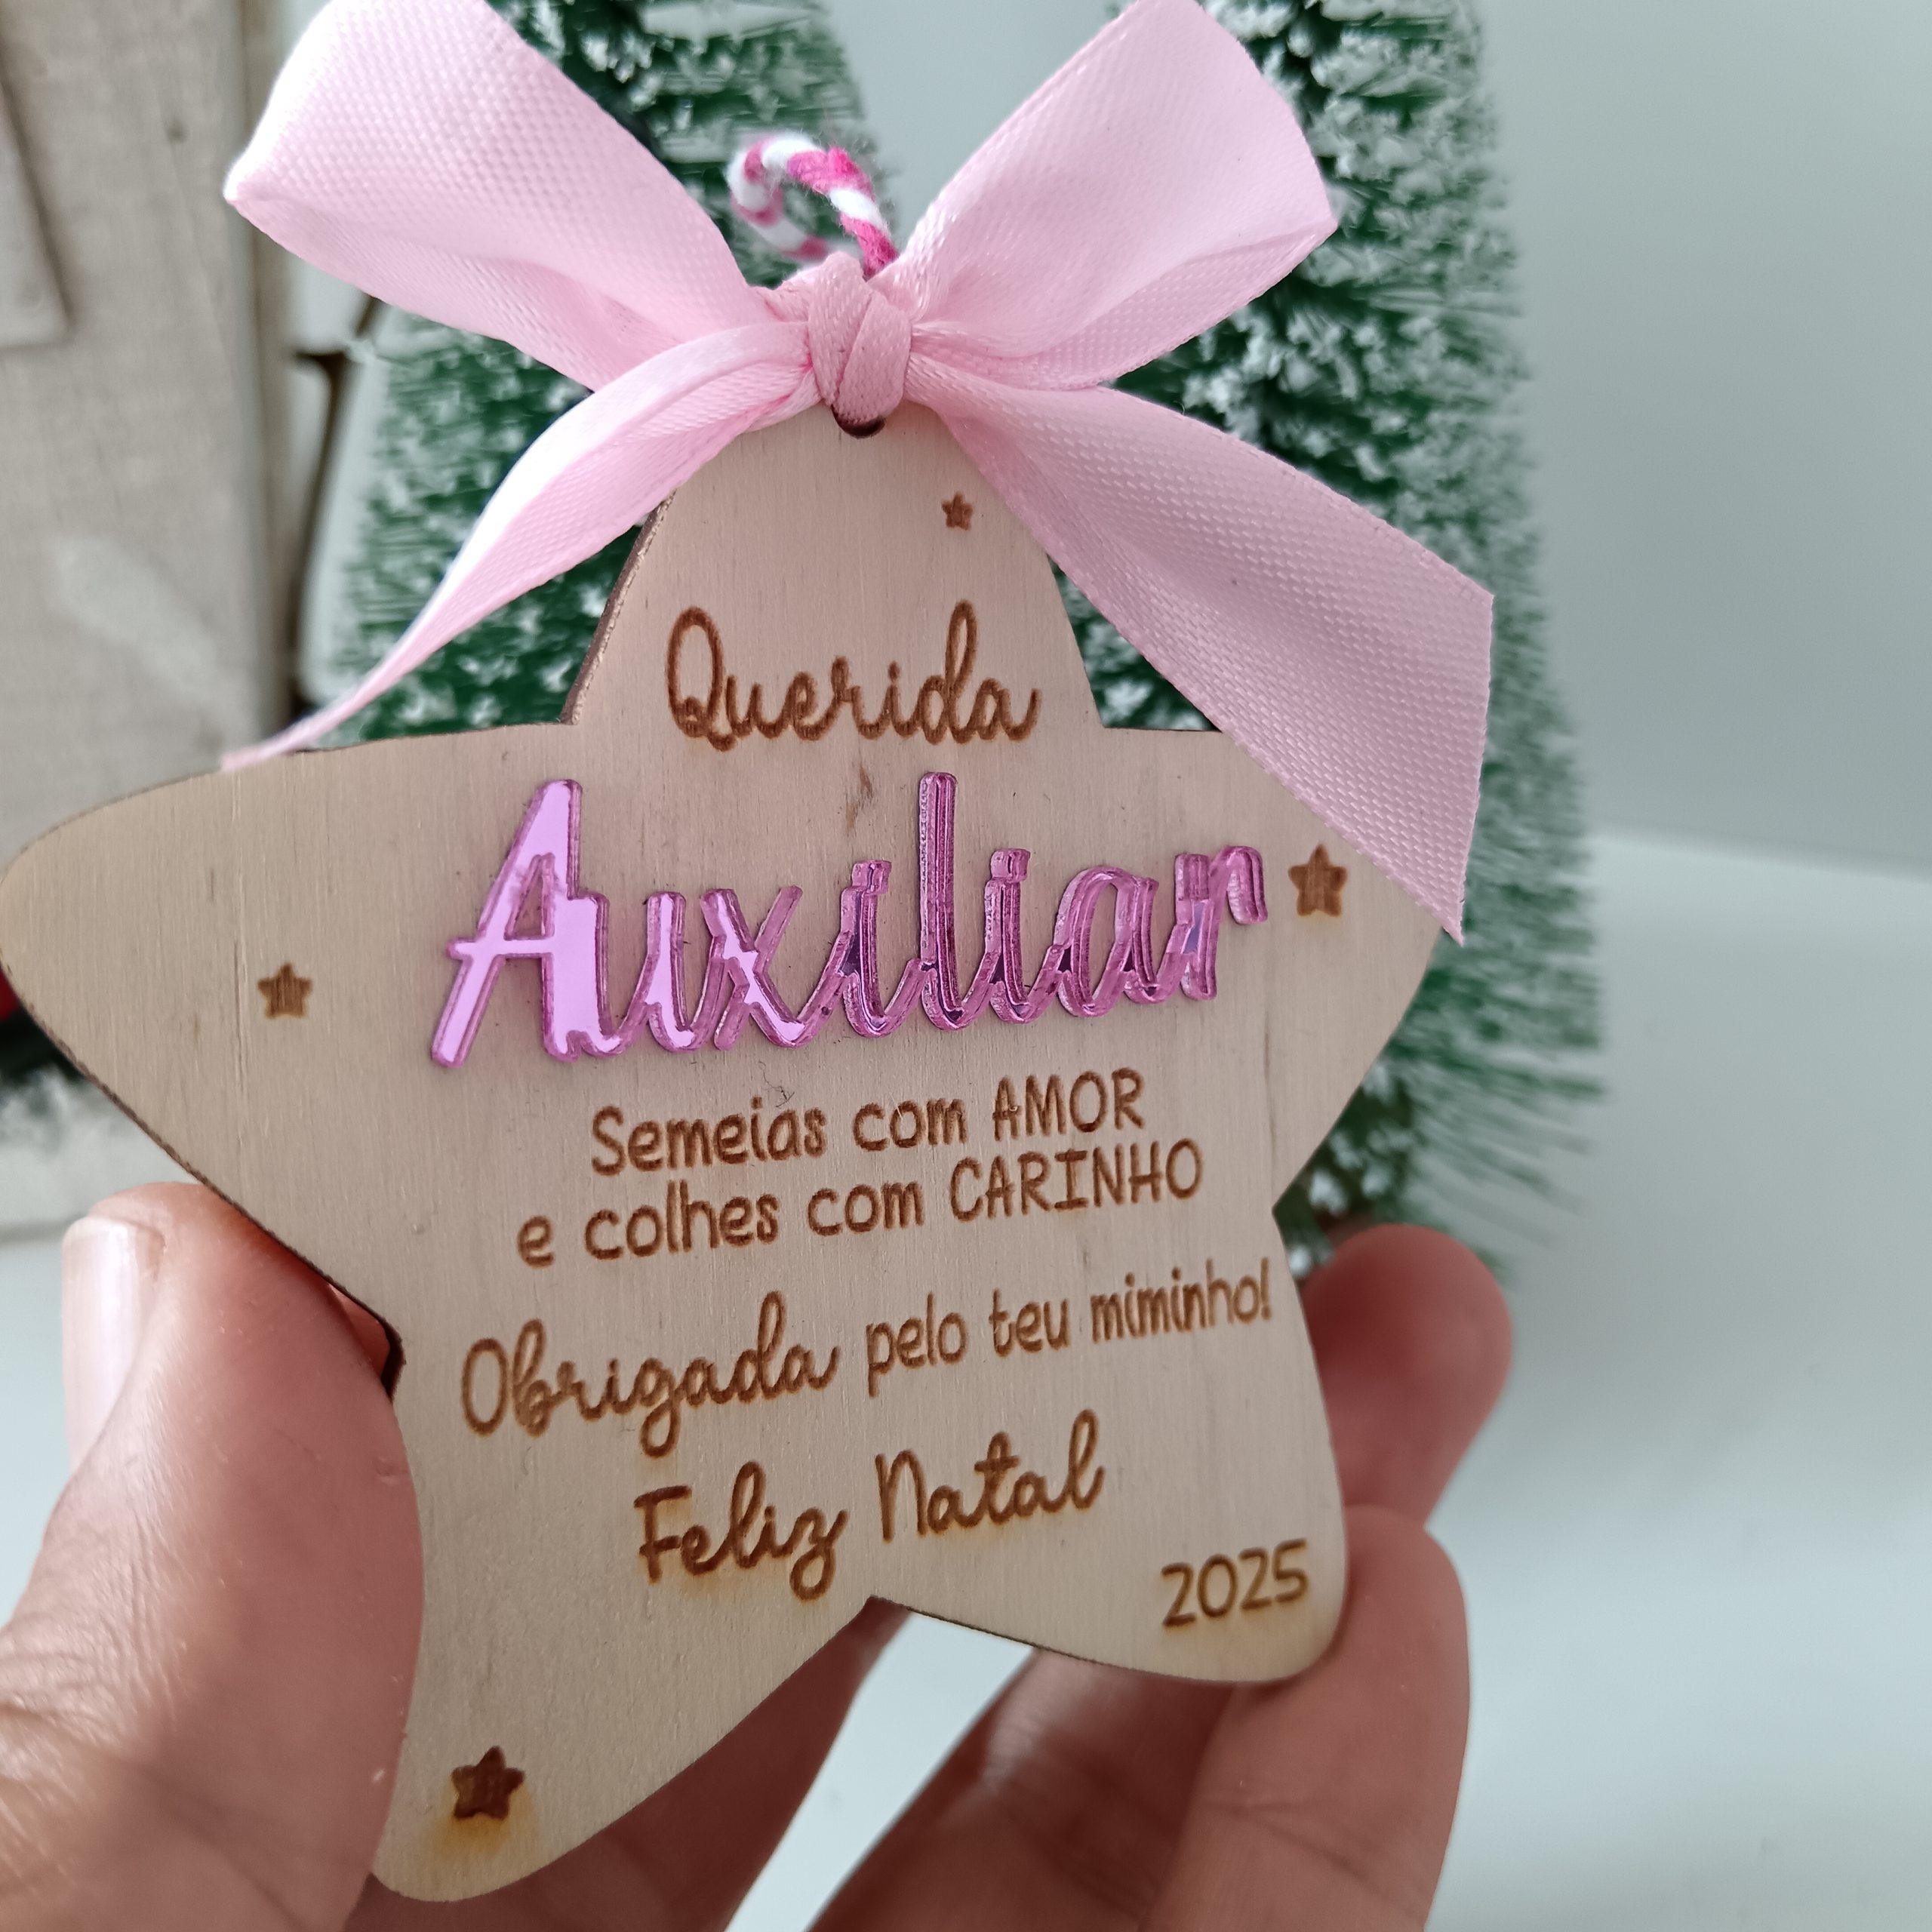 Querida
Auxiliar
Semeias com AMOR
e colhes com CARINHO
Obrigada pelo teu miminho!
Feliz Natal
2025